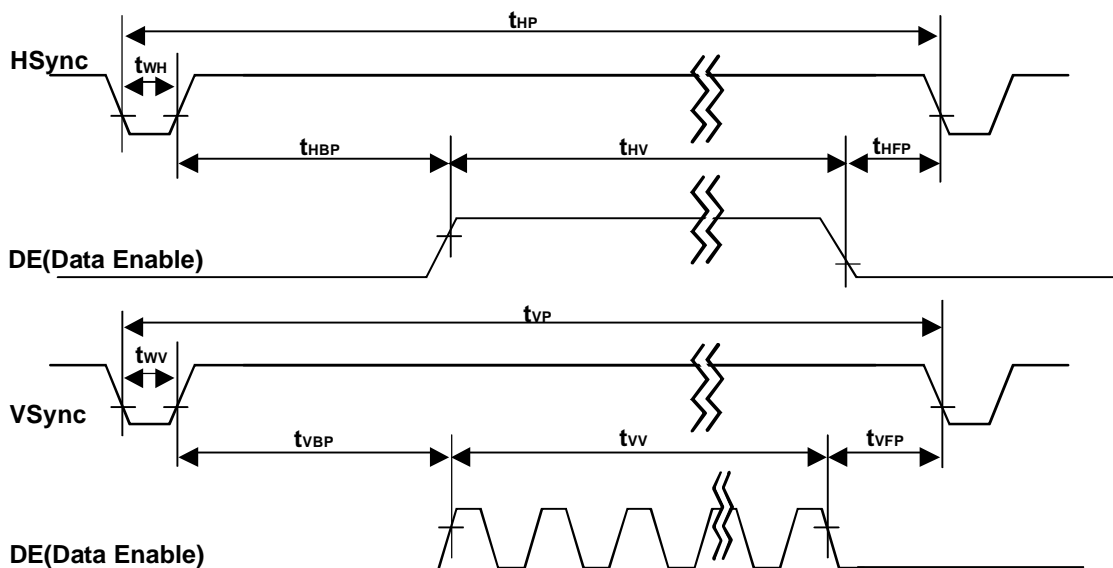 tHP
HSync
tWH
tHBP
tHV
tHFP
DE(Data Enable)
tVP
tWV
VSync
tVBP
tVV
tVFP
DE(Data Enable)